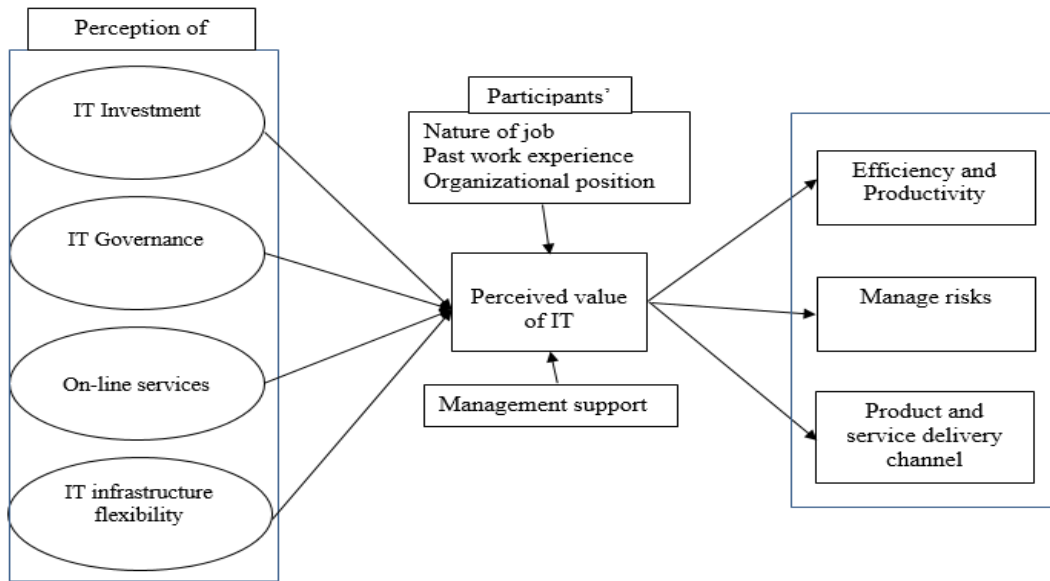 Perception of
IT Investment
IT Governance
On-line services
IT infrastructure
flexibility
Participants’
Nature of job
Past work experience
Organizational position
Perceived value
of IT
Management support
Efficiency and
Productivity
Manage risks
Product and
service delivery
channel